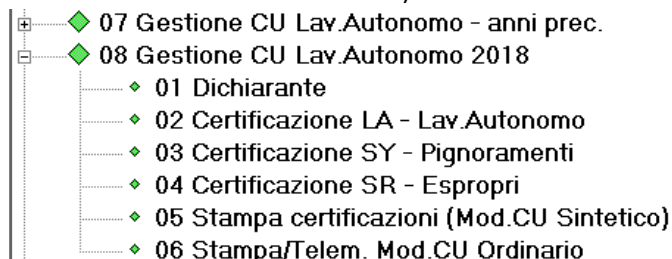 07 Gestione CU Lav.Autonomo - anni prec.
08 Gestione CU Lav.Autonomo 2018
01 Dichiarante
02 Certificazione LA - Lav.Autonomo
03 Certificazione SY - Pignoramenti
04 Certificazione SR - Espropri
05 Stampa certificazioni (Mod.CU Sintetico)
06 Stampa/Telem. Mod.CU Ordinario